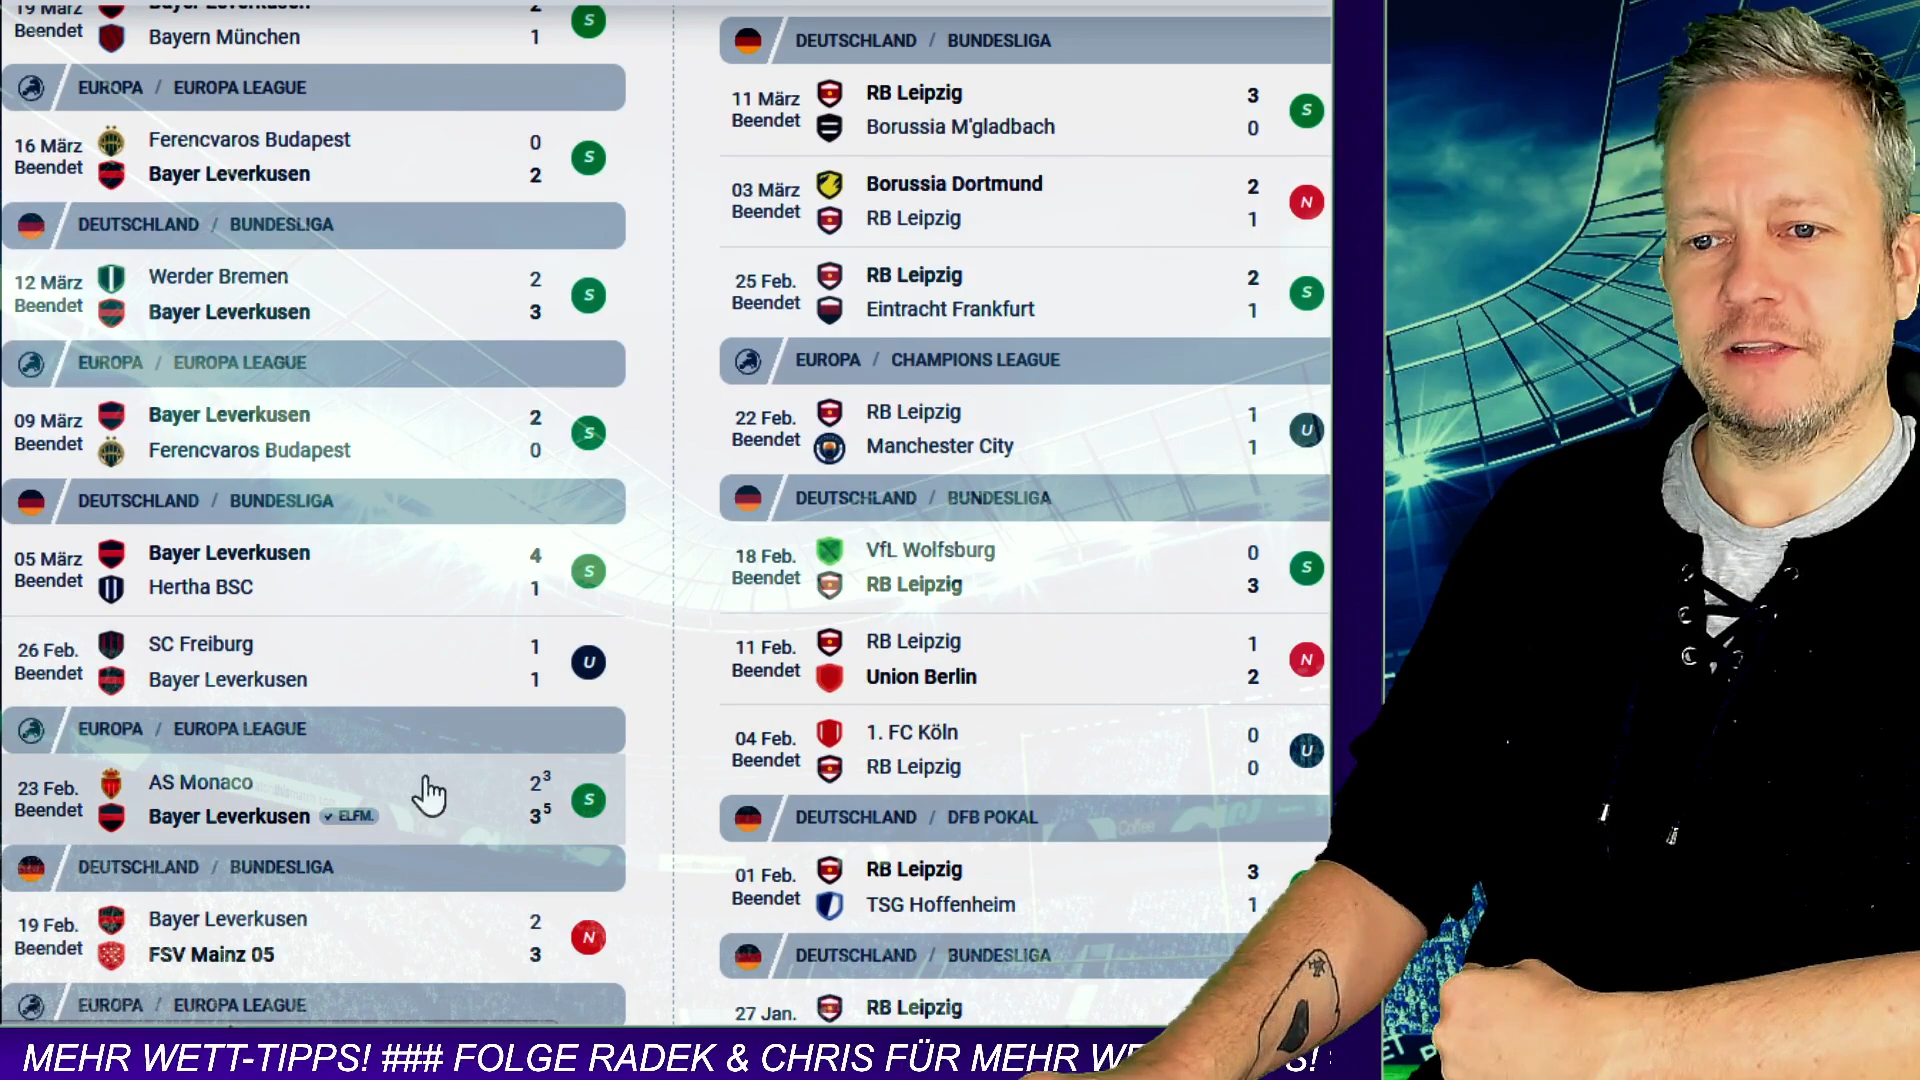 19 März
Beendet
Bayer Leverkusen 2
Bayern München 1
S
EUROPA / EUROPA LEAGUE
16 März
Beendet
Ferencvaros Budapest 0
Bayer Leverkusen 2
S
DEUTSCHLAND / BUNDESLIGA
12 März
Beendet
Werder Bremen 2
Bayer Leverkusen 3
S
EUROPA / EUROPA LEAGUE
09 März
Beendet
Bayer Leverkusen 2
Ferencvaros Budapest 0
S
DEUTSCHLAND / BUNDESLIGA
05 März
Beendet
Bayer Leverkusen 4
Hertha BSC 1
S
26 Feb.
Beendet
SC Freiburg 1
Bayer Leverkusen 1
U
EUROPA / EUROPA LEAGUE
23 Feb.
Beendet
AS Monaco 2³
Bayer Leverkusen ✓ ELFM. 3⁵
S
DEUTSCHLAND / BUNDESLIGA
19 Feb.
Beendet
Bayer Leverkusen 2
FSV Mainz 05 3
N
EUROPA / EUROPA LEAGUE
DEUTSCHLAND / BUNDESLIGA
11 März
Beendet
RB Leipzig 3
Borussia M'gladbach 0
S
03 März
Beendet
Borussia Dortmund 2
RB Leipzig 1
N
25 Feb.
Beendet
RB Leipzig 2
Eintracht Frankfurt 1
S
EUROPA / CHAMPIONS LEAGUE
22 Feb.
Beendet
RB Leipzig 1
Manchester City 1
U
DEUTSCHLAND / BUNDESLIGA
18 Feb.
Beendet
VfL Wolfsburg 0
RB Leipzig 3
S
11 Feb.
Beendet
RB Leipzig 1
Union Berlin 2
N
04 Feb.
Beendet
1. FC Köln 0
RB Leipzig 0
U
DEUTSCHLAND / DFB POKAL
01 Feb.
Beendet
RB Leipzig 3
TSG Hoffenheim 1
DEUTSCHLAND / BUNDESLIGA
27 Jan.
RB Leipzig
MEHR WETT-TIPPS! ### FOLGE RADEK & CHRIS FÜR MEHR WE
S!